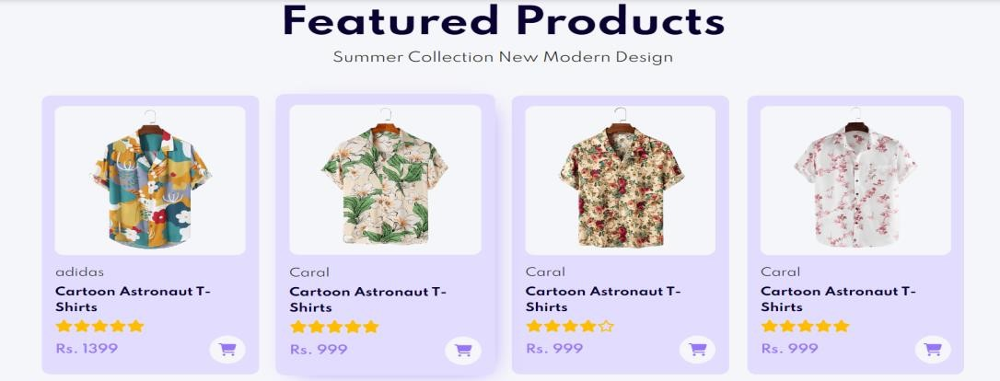 Featured Products
Summer Collection New Modern Design
adidas
Cartoon Astronaut T-
Shirts
Rs. 1399
Caral
Cartoon Astronaut T-
Shirts
Rs. 999
Caral
Cartoon Astronaut T-
Shirts
Rs. 999
Caral
Cartoon Astronaut T-
Shirts
Rs. 999